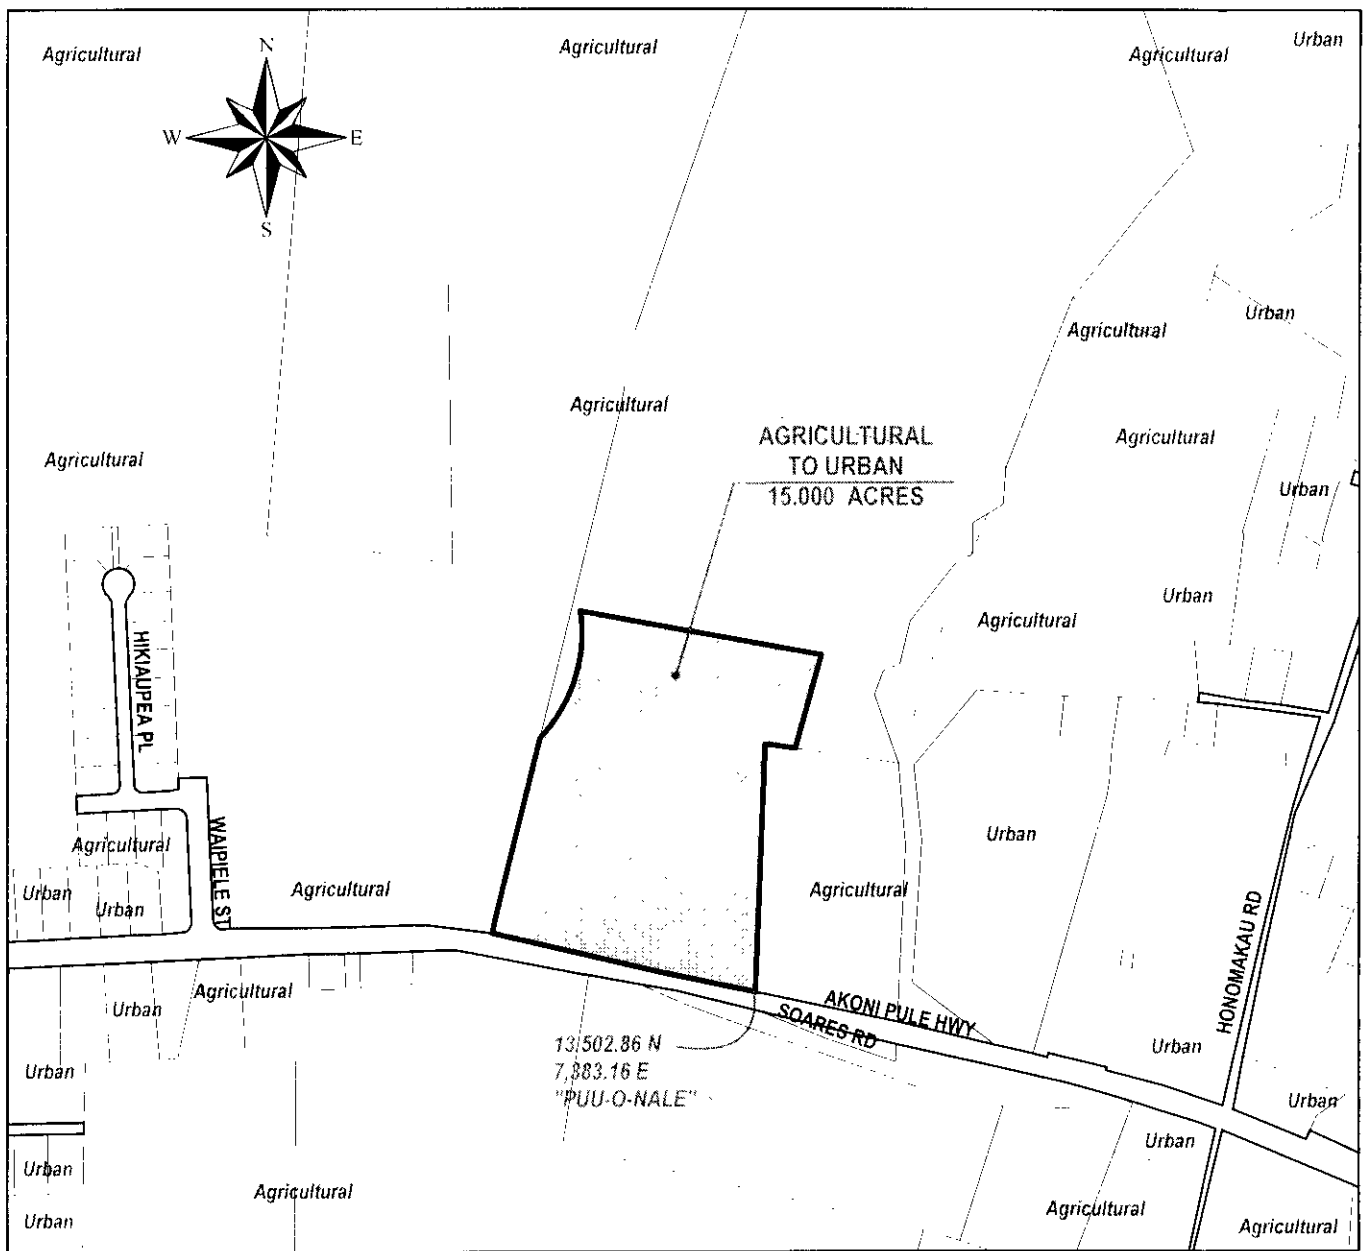 Agricultural
Agricultural
Agricultural
Urban
N
W
E
S
Urban
Agricultural
Agricultural
AGRICULTURAL
TO URBAN
15.000 ACRES
Agricultural
Agricultural
Urban
Urban
Agricultural
HIKIAUPEA PL
WAIPIELE ST
Agricultural
Urban
Urban
Agricultural
Agricultural
Urban
HONOMAKAU RD
Agricultural
Urban
AKONI PULE HWY
SOARES RD
13,502.86 N
7,883.16 E
"PUU-O-NALE"
Urban
Urban
Urban
Urban
Urban
Urban
Agricultural
Agricultural
Agricultural